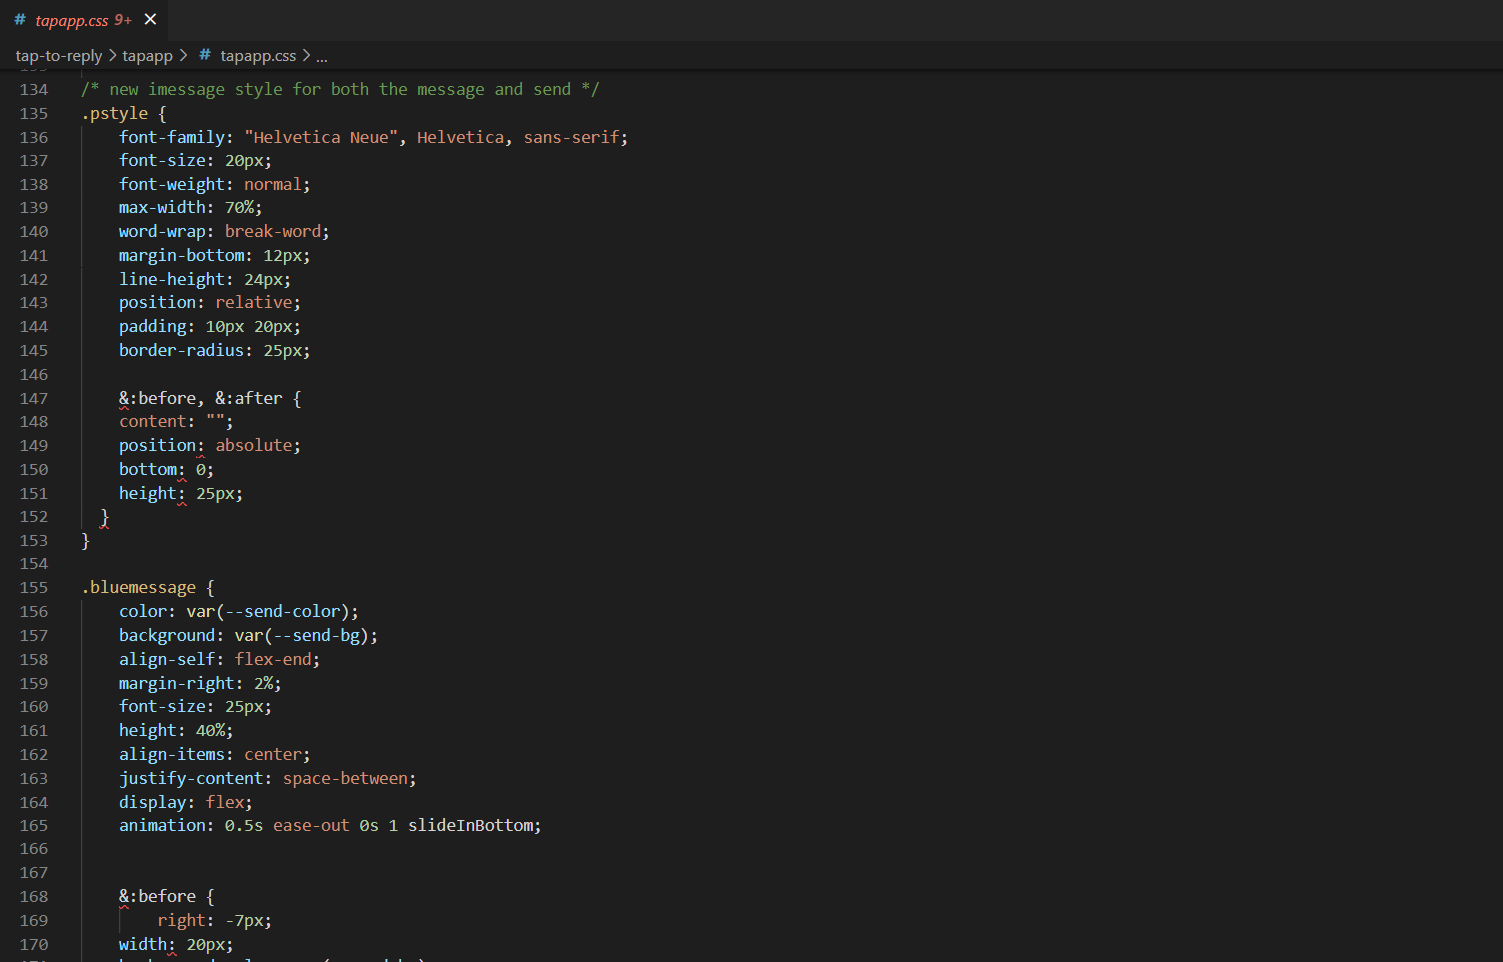 # tapapp.css 9+ ×
tap-to-reply > tapapp > # tapapp.css > ...
134 /* new imessage style for both the message and send */
135 .pstyle {
136 font-family: "Helvetica Neue", Helvetica, sans-serif;
137 font-size: 20px;
138 font-weight: normal;
139 max-width: 70%;
140 word-wrap: break-word;
141 margin-bottom: 12px;
142 line-height: 24px;
143 position: relative;
144 padding: 10px 20px;
145 border-radius: 25px;
146
147 &:before, &:after {
148 content: "";
149 position: absolute;
150 bottom: 0;
151 height: 25px;
152 }
153 }
154
155 .bluemessage {
156 color: var(--send-color);
157 background: var(--send-bg);
158 align-self: flex-end;
159 margin-right: 2%;
160 font-size: 25px;
161 height: 40%;
162 align-items: center;
163 justify-content: space-between;
164 display: flex;
165 animation: 0.5s ease-out 0s 1 slideInBottom;
166
167
168 &:before {
169 right: -7px;
170 width: 20px;